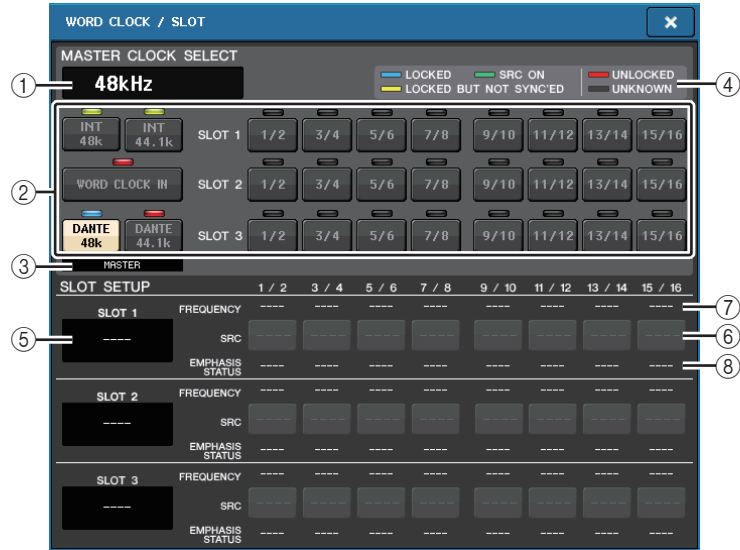 WORD CLOCK / SLOT ×
MASTER CLOCK SELECT
① 48kHz LOCKED SRC ON UNLOCKED ④
LOCKED BUT NOT SYNC'ED UNKNOWN
INT 48k INT 44.1k SLOT 1 1/2 3/4 5/6 7/8 9/10 11/12 13/14 15/16
② WORD CLOCK IN SLOT 2 1/2 3/4 5/6 7/8 9/10 11/12 13/14 15/16
DANTE 48k DANTE 44.1k SLOT 3 1/2 3/4 5/6 7/8 9/10 11/12 13/14 15/16
③ MASTER
SLOT SETUP 1 / 2 3 / 4 5 / 6 7 / 8 9 / 10 11 / 12 13 / 14 15 / 16
SLOT 1 FREQUENCY ---- ---- ---- ---- ---- ---- ---- ---- ⑦
⑤ ---- SRC ---- ---- ---- ---- ---- ---- ---- ---- ⑥
EMPHASIS STATUS ---- ---- ---- ---- ---- ---- ---- ---- ⑧
SLOT 2 FREQUENCY ---- ---- ---- ---- ---- ---- ---- ----
---- SRC ---- ---- ---- ---- ---- ---- ---- ----
EMPHASIS STATUS ---- ---- ---- ---- ---- ---- ---- ----
SLOT 3 FREQUENCY ---- ---- ---- ---- ---- ---- ---- ----
---- SRC ---- ---- ---- ---- ---- ---- ---- ----
EMPHASIS STATUS ---- ---- ---- ---- ---- ---- ---- ----